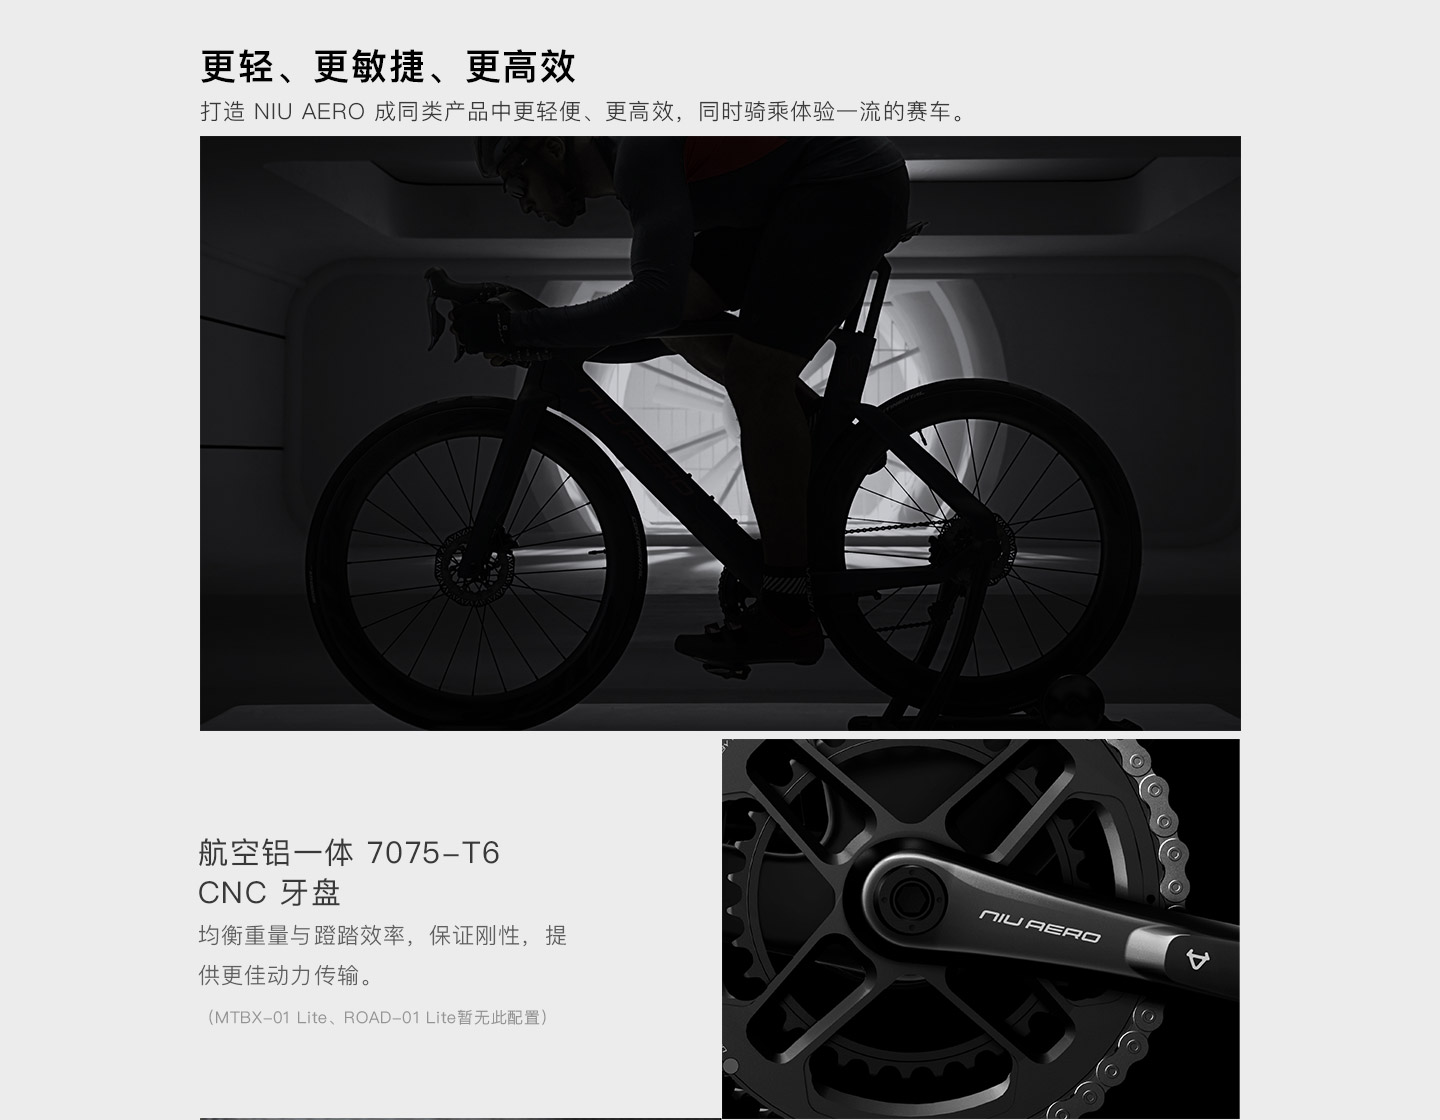 更轻、更敏捷、更高效
打造 NIU AERO 成同类产品中更轻便、更高效，同时骑乘体验一流的赛车。
航空铝一体 7075-T6
CNC 牙盘
均衡重量与蹬踏效率，保证刚性，提
供更佳动力传输。
（MTBX-01 Lite、ROAD-01 Lite暂无此配置）
NIU AERO